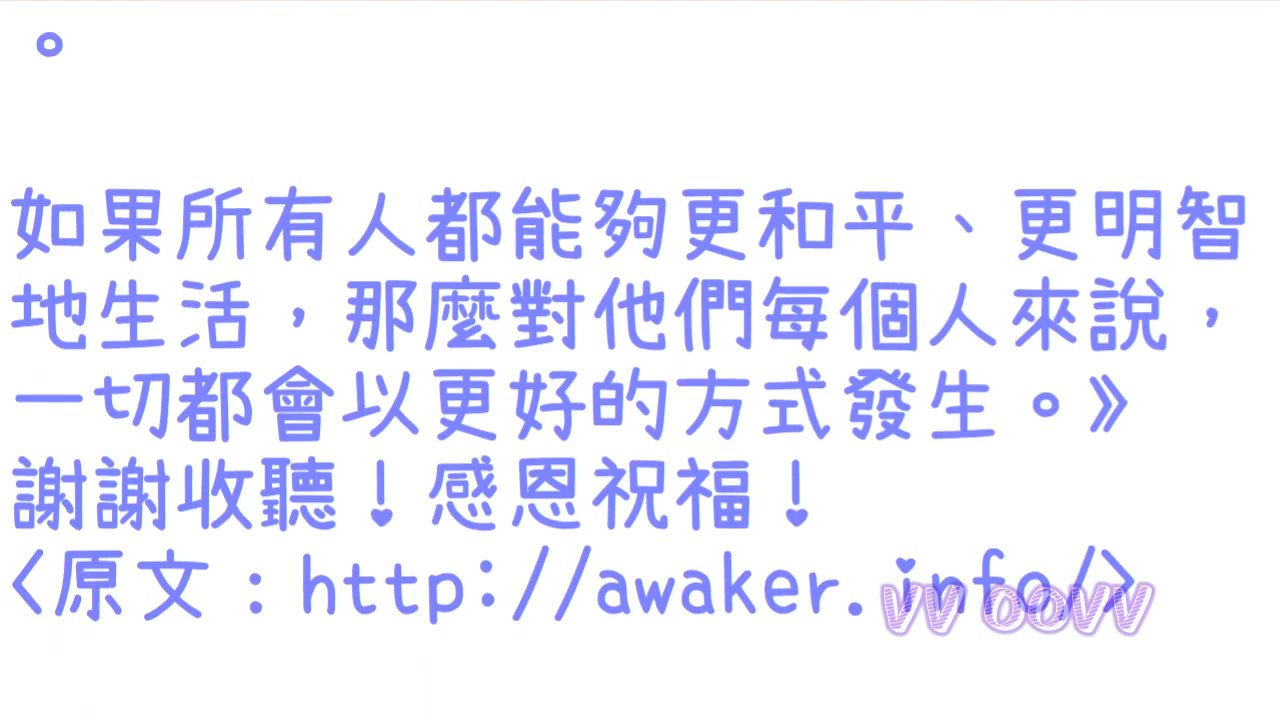 。
如果所有人都能夠更和平、更明智
地生活，那麼對他們每個人來說，
一切都會以更好的方式發生。》
謝謝收聽！感恩祝福！
<原文：http://awaker.info/>
VV OOVV